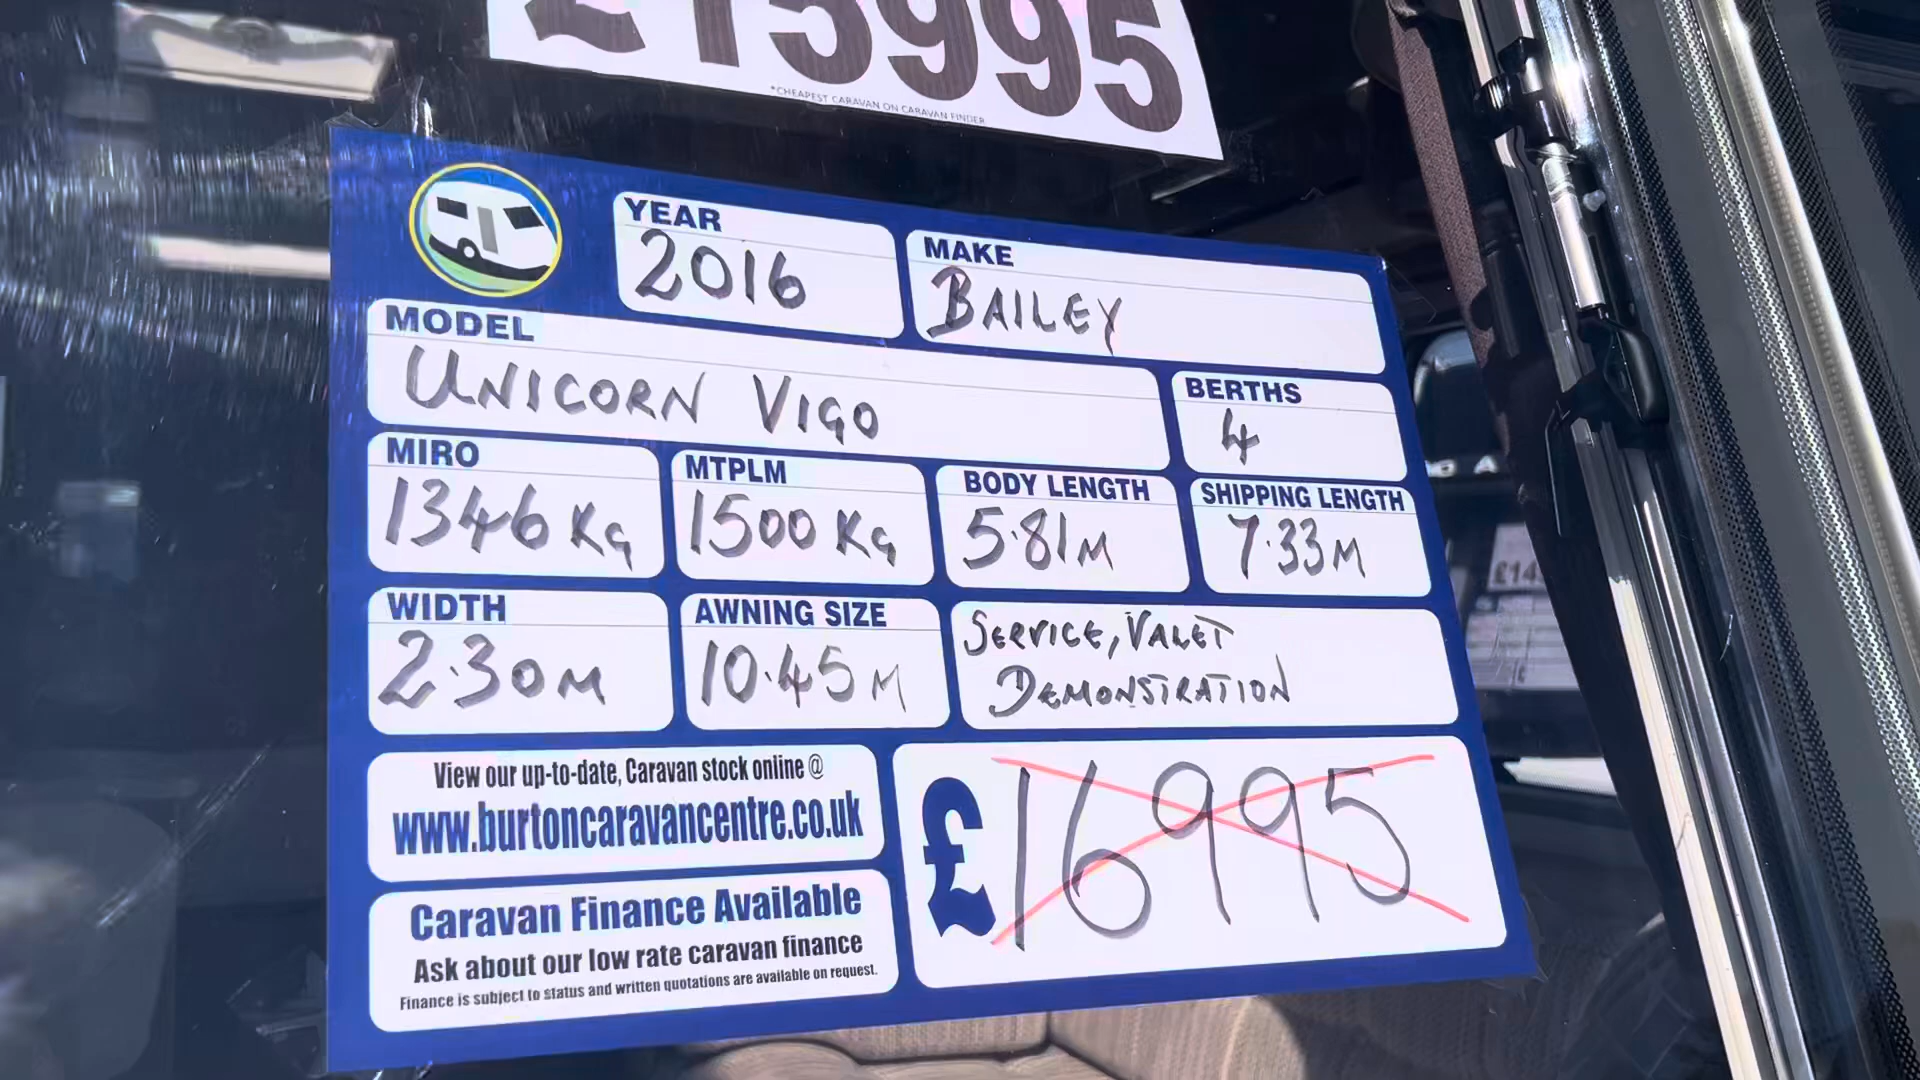 £15995
*CHEAPEST CARAVAN ON CARAVAN FINDER
YEAR
2016
MAKE
BAILEY
MODEL
UNICORN VIGO
BERTHS
4
MIRO
1346 Kg
MTPLM
1500 Kg
BODY LENGTH
5.81M
SHIPPING LENGTH
7.33M
WIDTH
2.30M
AWNING SIZE
10.45M
SERVICE, VALET
DEMONSTRATION
View our up-to-date, Caravan stock online @
www.burtoncaravancentre.co.uk
£16995
Caravan Finance Available
Ask about our low rate caravan finance
Finance is subject to status and written quotations are available on request.